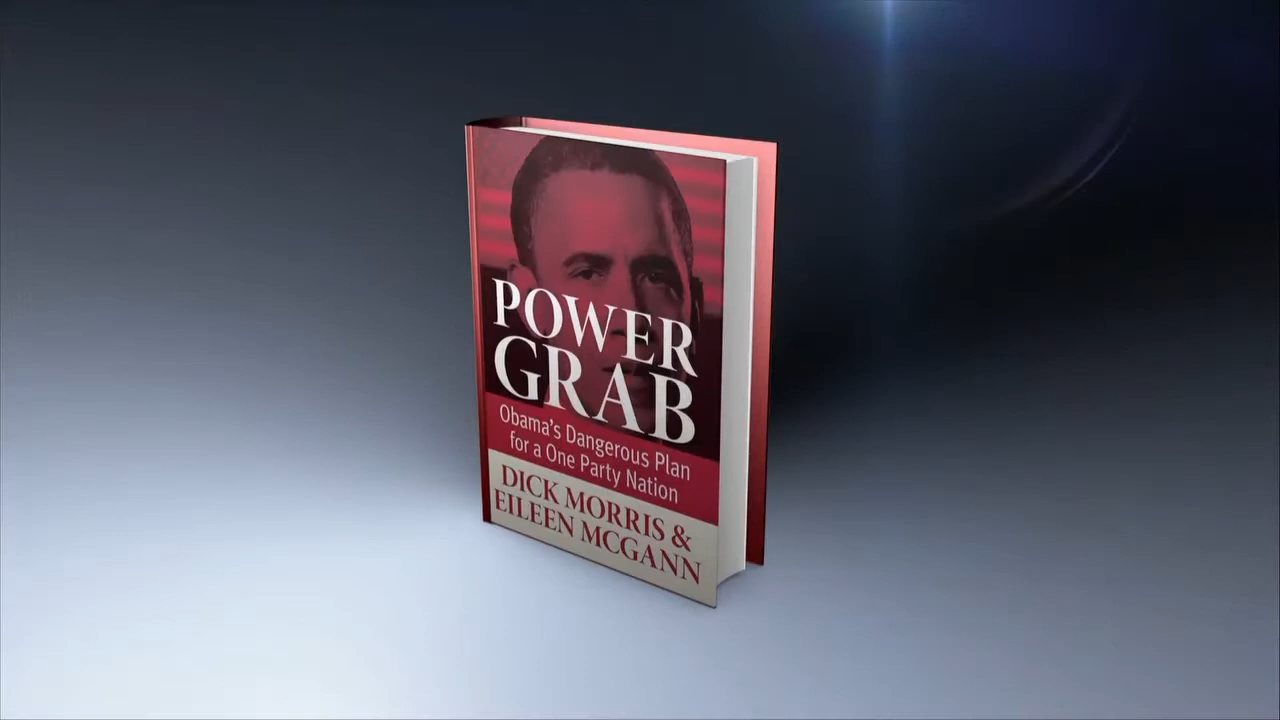 POWER
GRAB
Obama's Dangerous Plan
for a One Party Nation
DICK MORRIS &
EILEEN MCGANN